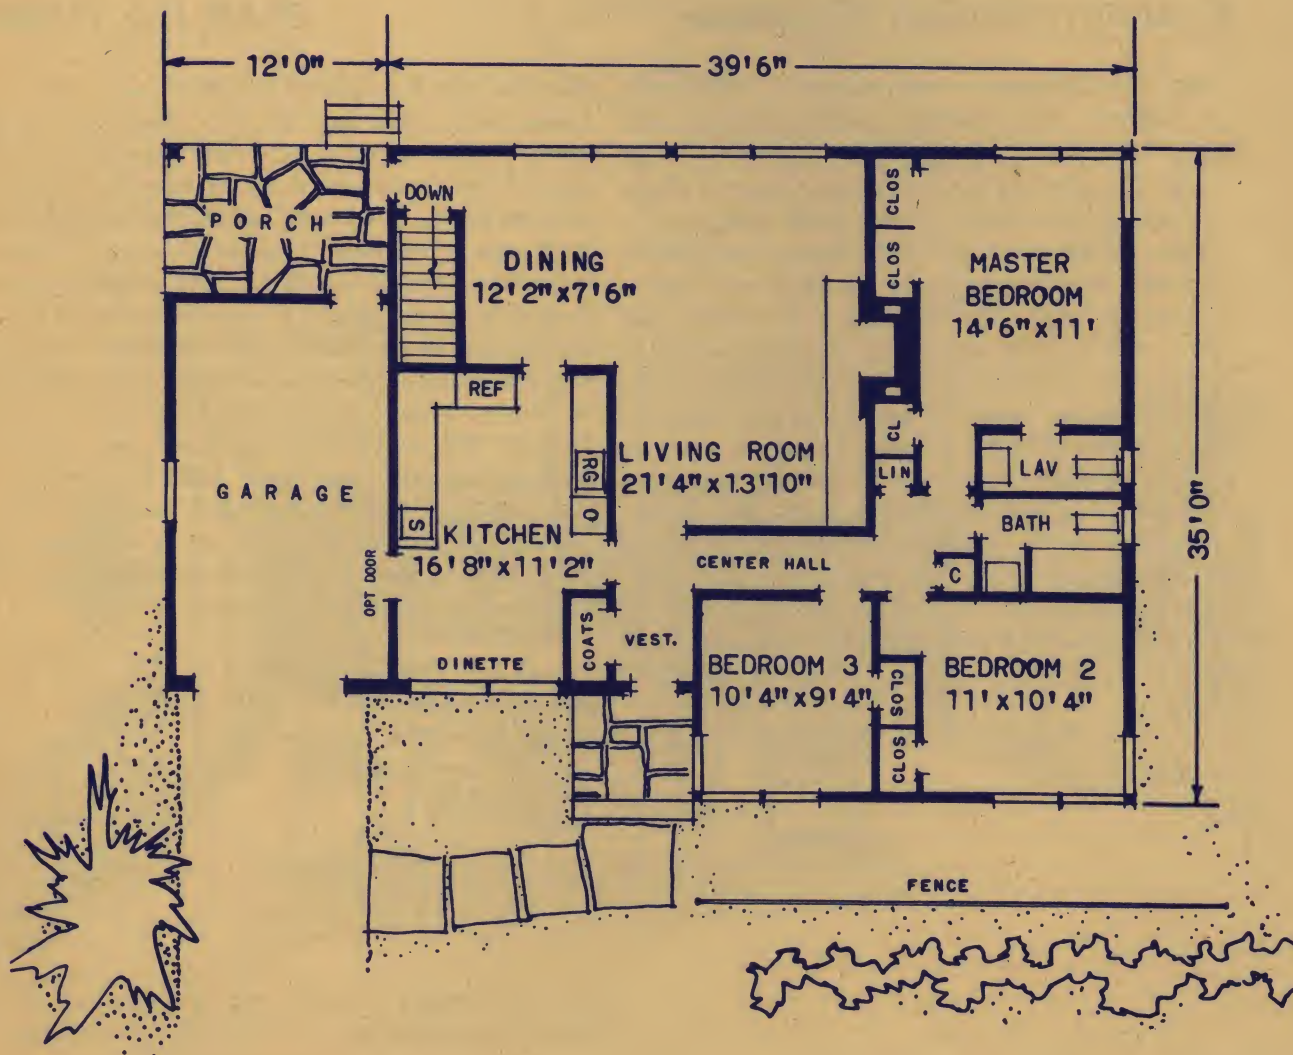 12'0"
39'6"
DOWN
CLOS
PORCH
CLOS
DINING
12'2"x7'6"
MASTER
BEDROOM
14'6"x11'
REF
CL
LIVING ROOM
21'4"x13'10"
RG
LIN
LAV
GARAGE
O
S
BATH
35'0"
KITCHEN
16'8"x11'2"
CENTER HALL
OPT DOOR
C
COATS
VEST.
DINETTE
BEDROOM 3
10'4"x9'4"
CLOS
BEDROOM 2
11'x10'4"
CLOS
FENCE